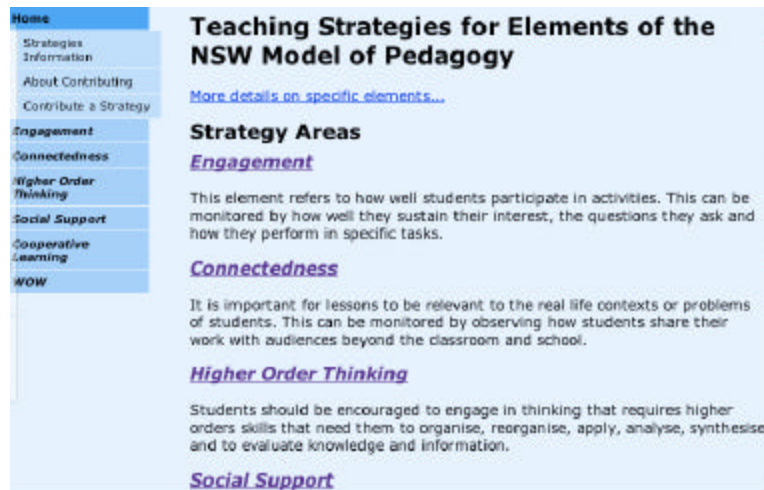 Home
Strategies
Information
About Contributing
Contribute a Strategy
Engagement
Connectedness
Higher Order
Thinking
Social Support
Cooperative
Learning
WOW
Teaching Strategies for Elements of the
NSW Model of Pedagogy
More details on specific elements...
Strategy Areas
Engagement
This element refers to how well students participate in activities. This can be
monitored by how well they sustain their interest, the questions they ask and
how they perform in specific tasks.
Connectedness
It is important for lessons to be relevant to the real life contexts or problems
of students. This can be monitored by observing how students share their
work with audiences beyond the classroom and school.
Higher Order Thinking
Students should be encouraged to engage in thinking that requires higher
orders skills that need them to organise, reorganise, apply, analyse, synthesise
and to evaluate knowledge and information.
Social Support